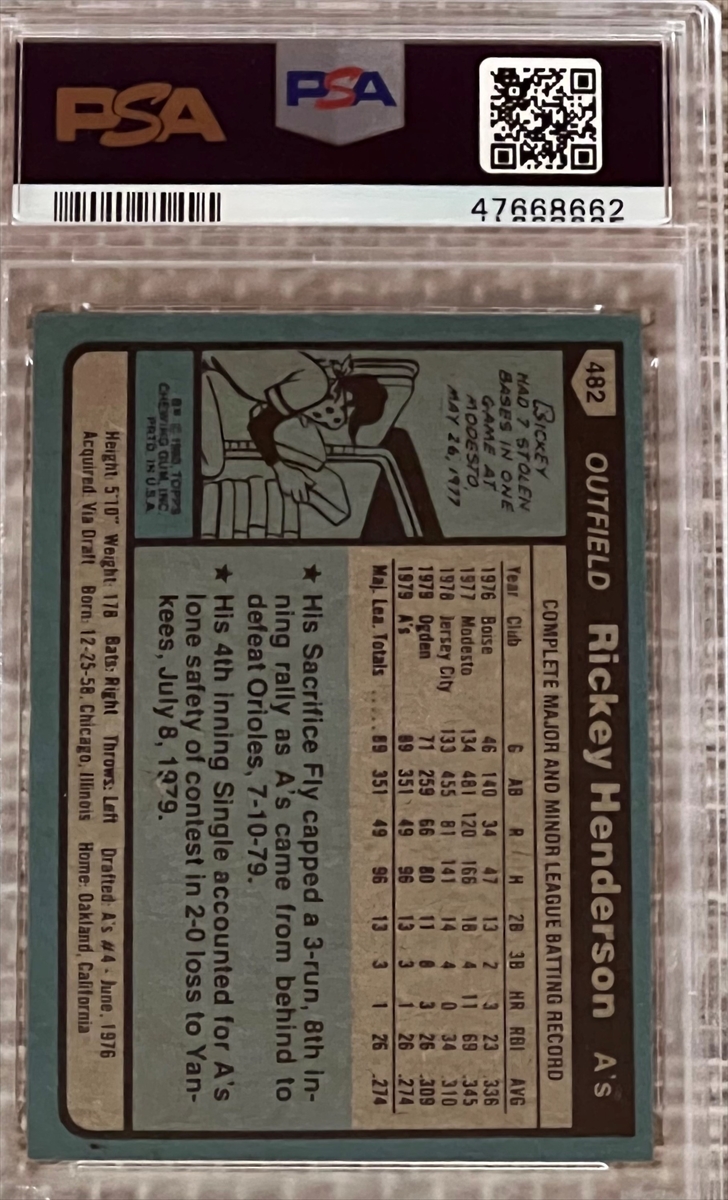 PSA
PSA
47668662
482
OUTFIELD Rickey Henderson A's
RICKEY
HAD 7 STOLEN
BASES IN ONE
GAME AT
MODESTO,
MAY 26, 1977
® © 1980, TOPPS
CHEWING GUM, INC.
PRTD. IN U.S.A.
COMPLETE MAJOR AND MINOR LEAGUE BATTING RECORD
Year Club G AB R H 2B 3B HR RBI AVG
1976 Boise 46 140 34 47 13 2 3 23 .336
1977 Modesto 134 481 120 166 18 4 11 69 .345
1978 Jersey City 133 455 81 141 14 4 0 34 .310
1979 Ogden 71 259 66 80 11 8 3 26 .309
1979 A's 89 351 49 96 13 3 1 26 .274
Maj. Lea. Totals ..... 89 351 49 96 13 3 1 26 .274
★ His Sacrifice Fly capped a 3-run, 8th in-
ning rally as A's came from behind to
defeat Orioles, 7-10-79.
★ His 4th inning Single accounted for A's
lone safety of contest in 2-0 loss to Yan-
kees, July 8, 1979.
Height: 5'10" Weight: 178 Bats: Right Throws: Left Drafted: A's #4 - June, 1976
Acquired: Via Draft Born: 12-25-58, Chicago, Illinois Home: Oakland, California